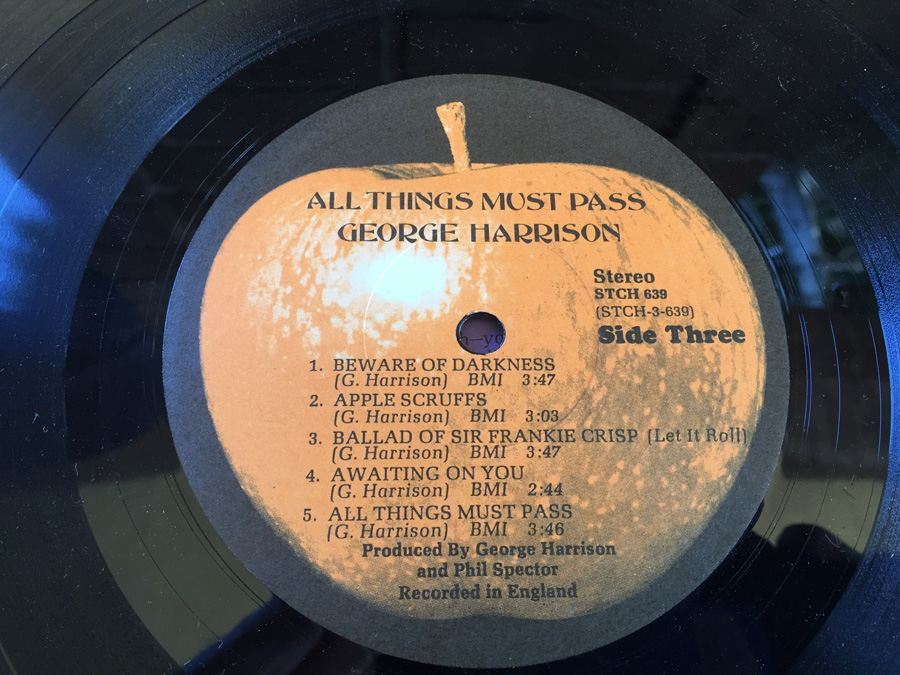 ALL THINGS MUST PASS
GEORGE HARRISON
Stereo
STCH 639
(STCH-3-639)
Side Three
1. BEWARE OF DARKNESS
(G. Harrison) BMI 3:47
2. APPLE SCRUFFS
(G. Harrison) BMI 3:03
3. BALLAD OF SIR FRANKIE CRISP (Let It Roll)
(G. Harrison) BMI 3:47
4. AWAITING ON YOU
(G. Harrison) BMI 2:44
5. ALL THINGS MUST PASS
(G. Harrison) BMI 3:46
Produced By George Harrison
and Phil Spector
Recorded in England